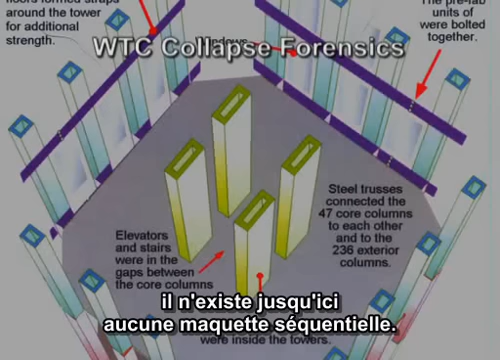 floors formed straps
around the tower
for additional
strength.
The pre-fab
units of
were bolted
together.
WTC Collapse Forensics
Steel trusses
connected the
47 core columns
to each other
and to the
236 exterior
columns.
Elevators
and stairs
were in the
gaps between
the core columns
il n'existe jusqu'ici
aucune maquette séquentielle.
were inside the towers.